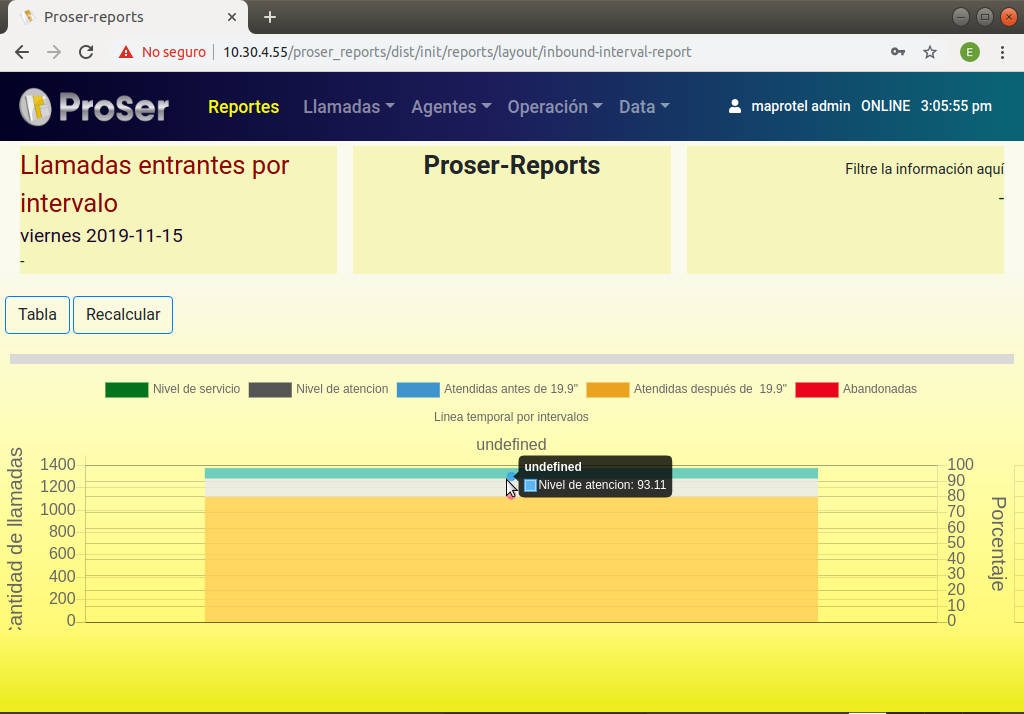 Proser-reports
No seguro
10.30.4.55/proser_reports/dist/init/reports/layout/inbound-interval-report
E
ProSer
Reportes Llamadas Agentes Operación Data maprotel admin ONLINE 3:05:55 pm
Llamadas entrantes por
intervalo
viernes 2019-11-15
-
Proser-Reports
Filtre la información aquí
-
Tabla Recalcular
Nivel de servicio Nivel de atencion Atendidas antes de 19.9" Atendidas después de 19.9" Abandonadas
Linea temporal por intervalos
undefined
undefined
Nivel de atencion: 93.11
Cantidad de llamadas
1400
1200
1000
800
600
400
200
0
100
90
80
70
60
50
40
30
20
10
0
Porcentaje